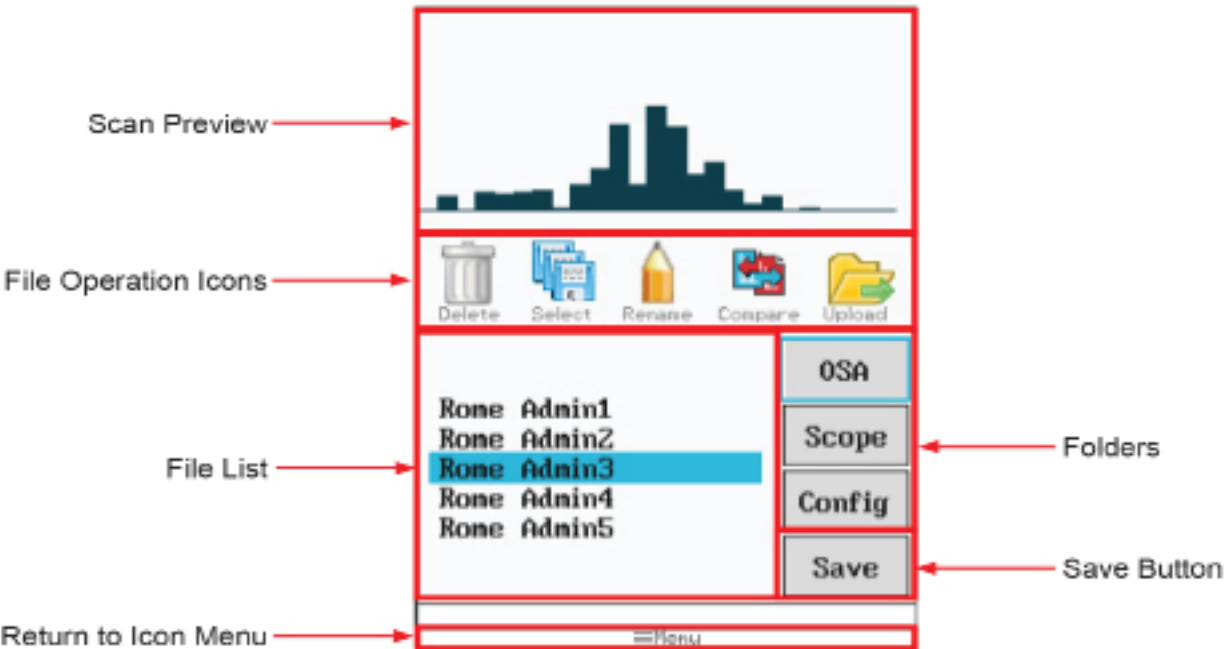 Scan Preview
File Operation Icons
Delete Select Rename Compare Upload
OSA
Rome Admin1
Rome Admin2
Scope
Folders
File List
Rome Admin3
Rome Admin4
Config
Rome Admin5
Save
Save Button
Return to Icon Menu
Menu